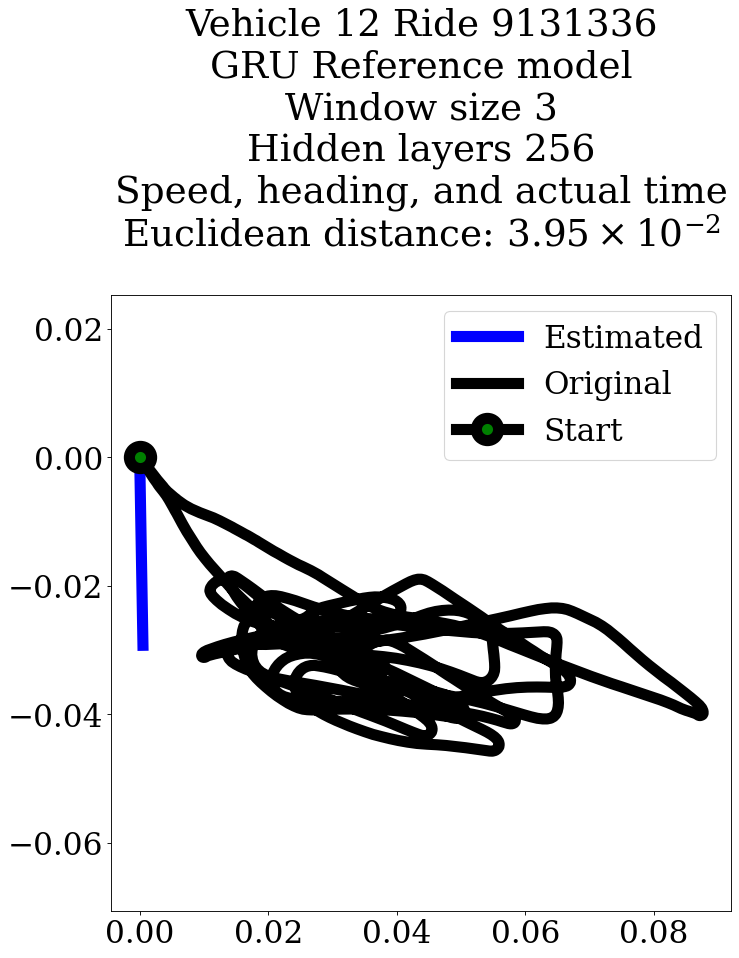 Vehicle 12 Ride 9131336
GRU Reference model
Window size 3
Hidden layers 256
Speed, heading, and actual time
Euclidean distance: 3.95 × 10⁻²
Estimated
Original
Start
0.02
0.00
−0.02
−0.04
−0.06
0.00 0.02 0.04 0.06 0.08